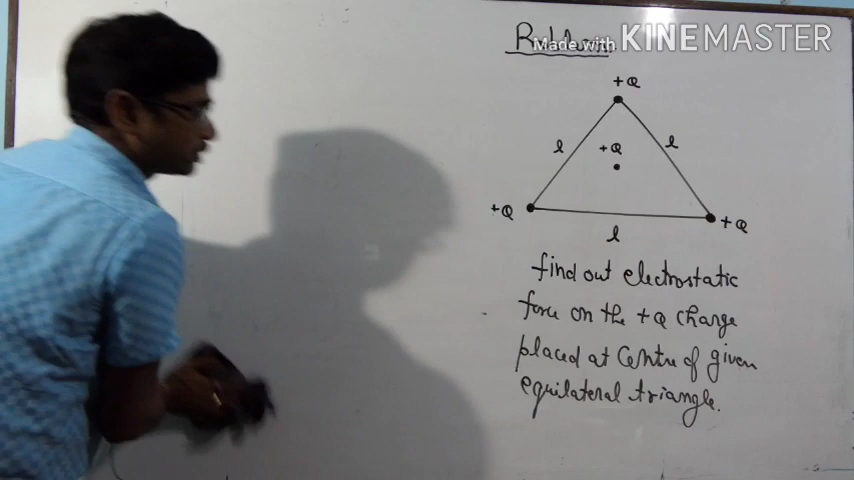 Made with KINEMASTER
+Q
l
l
+Q
+Q
+Q
l
find out electrostatic
force on the +Q charge
placed at Centre of given
equilateral triangle.